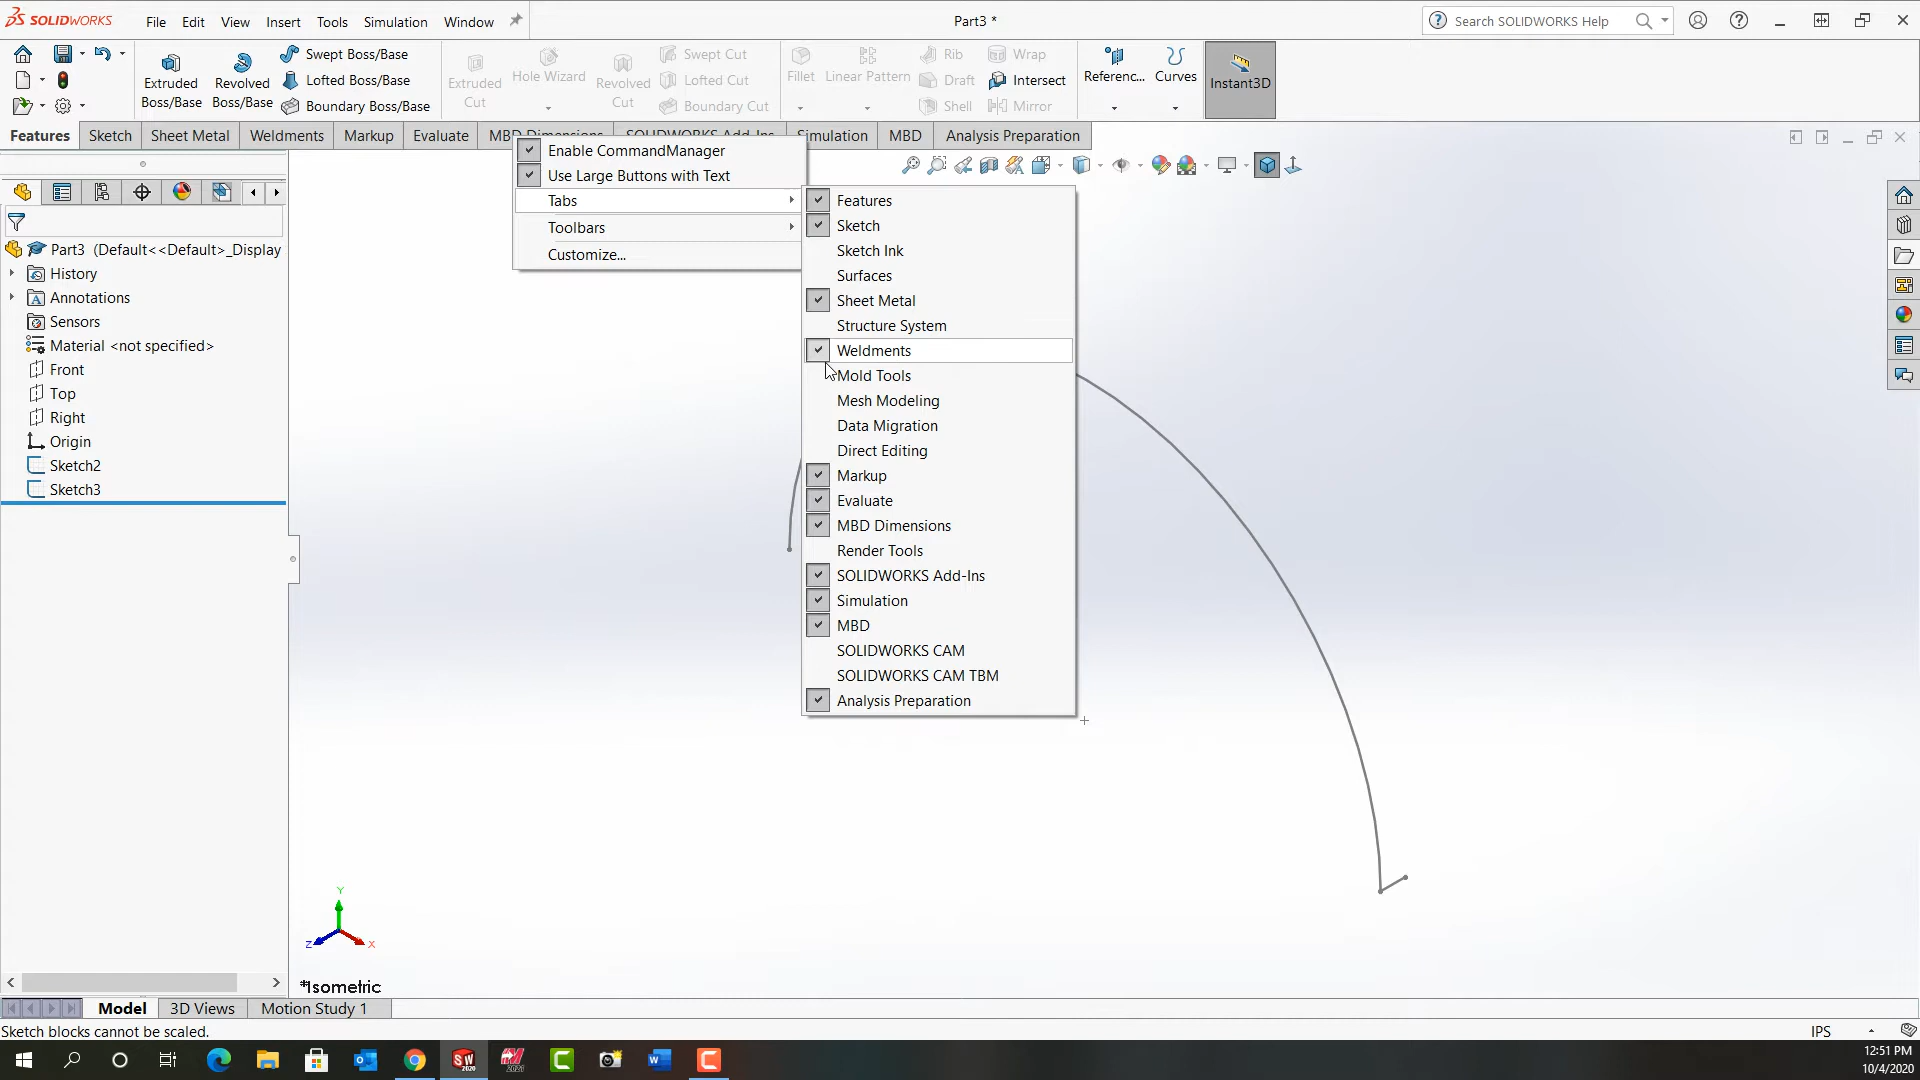 SOLIDWORKS File Edit View Insert Tools Simulation Window Part3 * Search SOLIDWORKS Help
Extruded Boss/Base
Revolved Boss/Base
Swept Boss/Base
Lofted Boss/Base
Boundary Boss/Base
Extruded Cut
Hole Wizard
Revolved Cut
Swept Cut
Lofted Cut
Boundary Cut
Fillet
Linear Pattern
Rib
Draft
Shell
Wrap
Intersect
Mirror
Referenc...
Curves
Instant3D
Features Sketch Sheet Metal Weldments Markup Evaluate MBD Dimensions SOLIDWORKS Add-Ins Simulation MBD Analysis Preparation
Enable CommandManager
Use Large Buttons with Text
Tabs
Toolbars
Customize...
Features
Sketch
Sketch Ink
Surfaces
Sheet Metal
Structure System
Weldments
Mold Tools
Mesh Modeling
Data Migration
Direct Editing
Markup
Evaluate
MBD Dimensions
Render Tools
SOLIDWORKS Add-Ins
Simulation
MBD
SOLIDWORKS CAM
SOLIDWORKS CAM TBM
Analysis Preparation
Part3 (Default<<Default>_Display
History
Annotations
Sensors
Material <not specified>
Front
Top
Right
Origin
Sketch2
Sketch3
Y
Z X
*Isometric
Model 3D Views Motion Study 1
Sketch blocks cannot be scaled. IPS
12:51 PM
10/4/2020